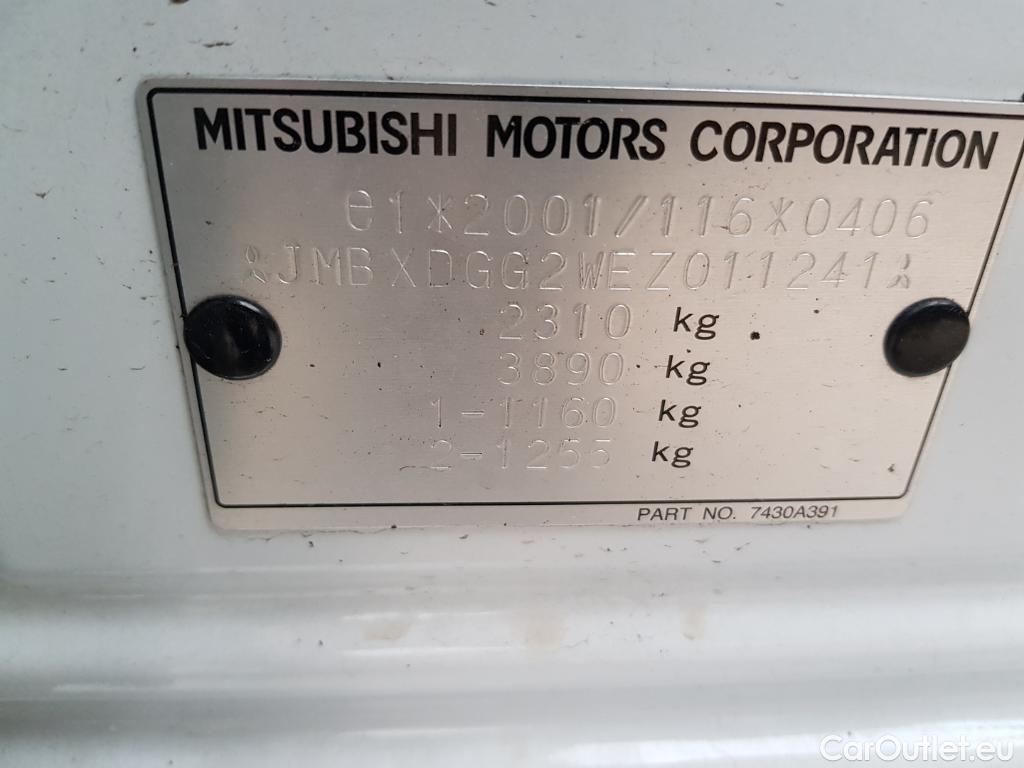 MITSUBISHI MOTORS CORPORATION
e1*2001/116*0406
JMBXDGG2WEZ011241
2310 kg
3890 kg
1-1160 kg
2-1255 kg
PART NO. 7430A391
CarOutlet.eu